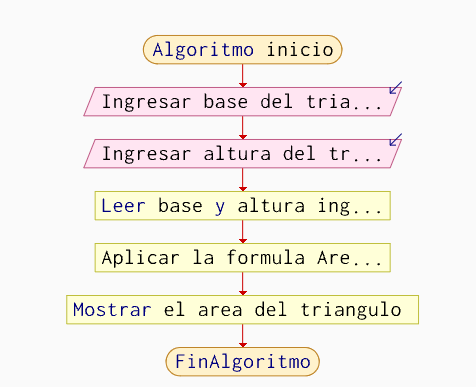 Algoritmo inicio
Ingresar base del tria...
Ingresar altura del tr...
Leer base y altura ing...
Aplicar la formula Are...
Mostrar el area del triangulo
FinAlgoritmo